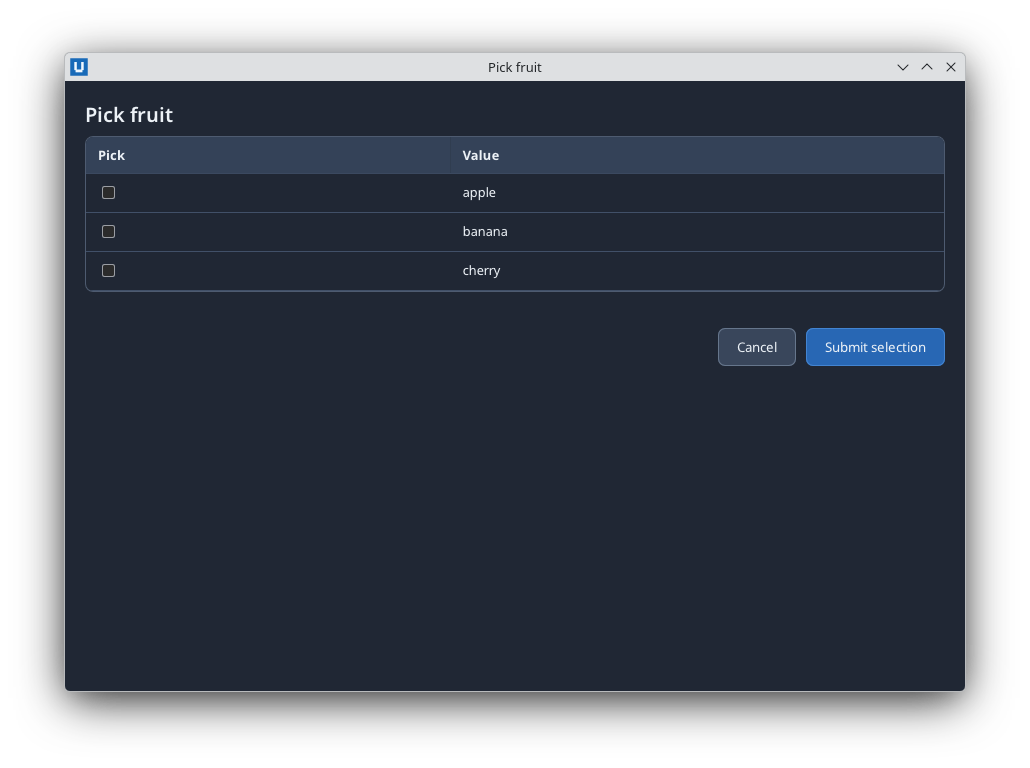 Pick fruit
Pick fruit
Pick Value
apple
banana
cherry
Cancel Submit selection